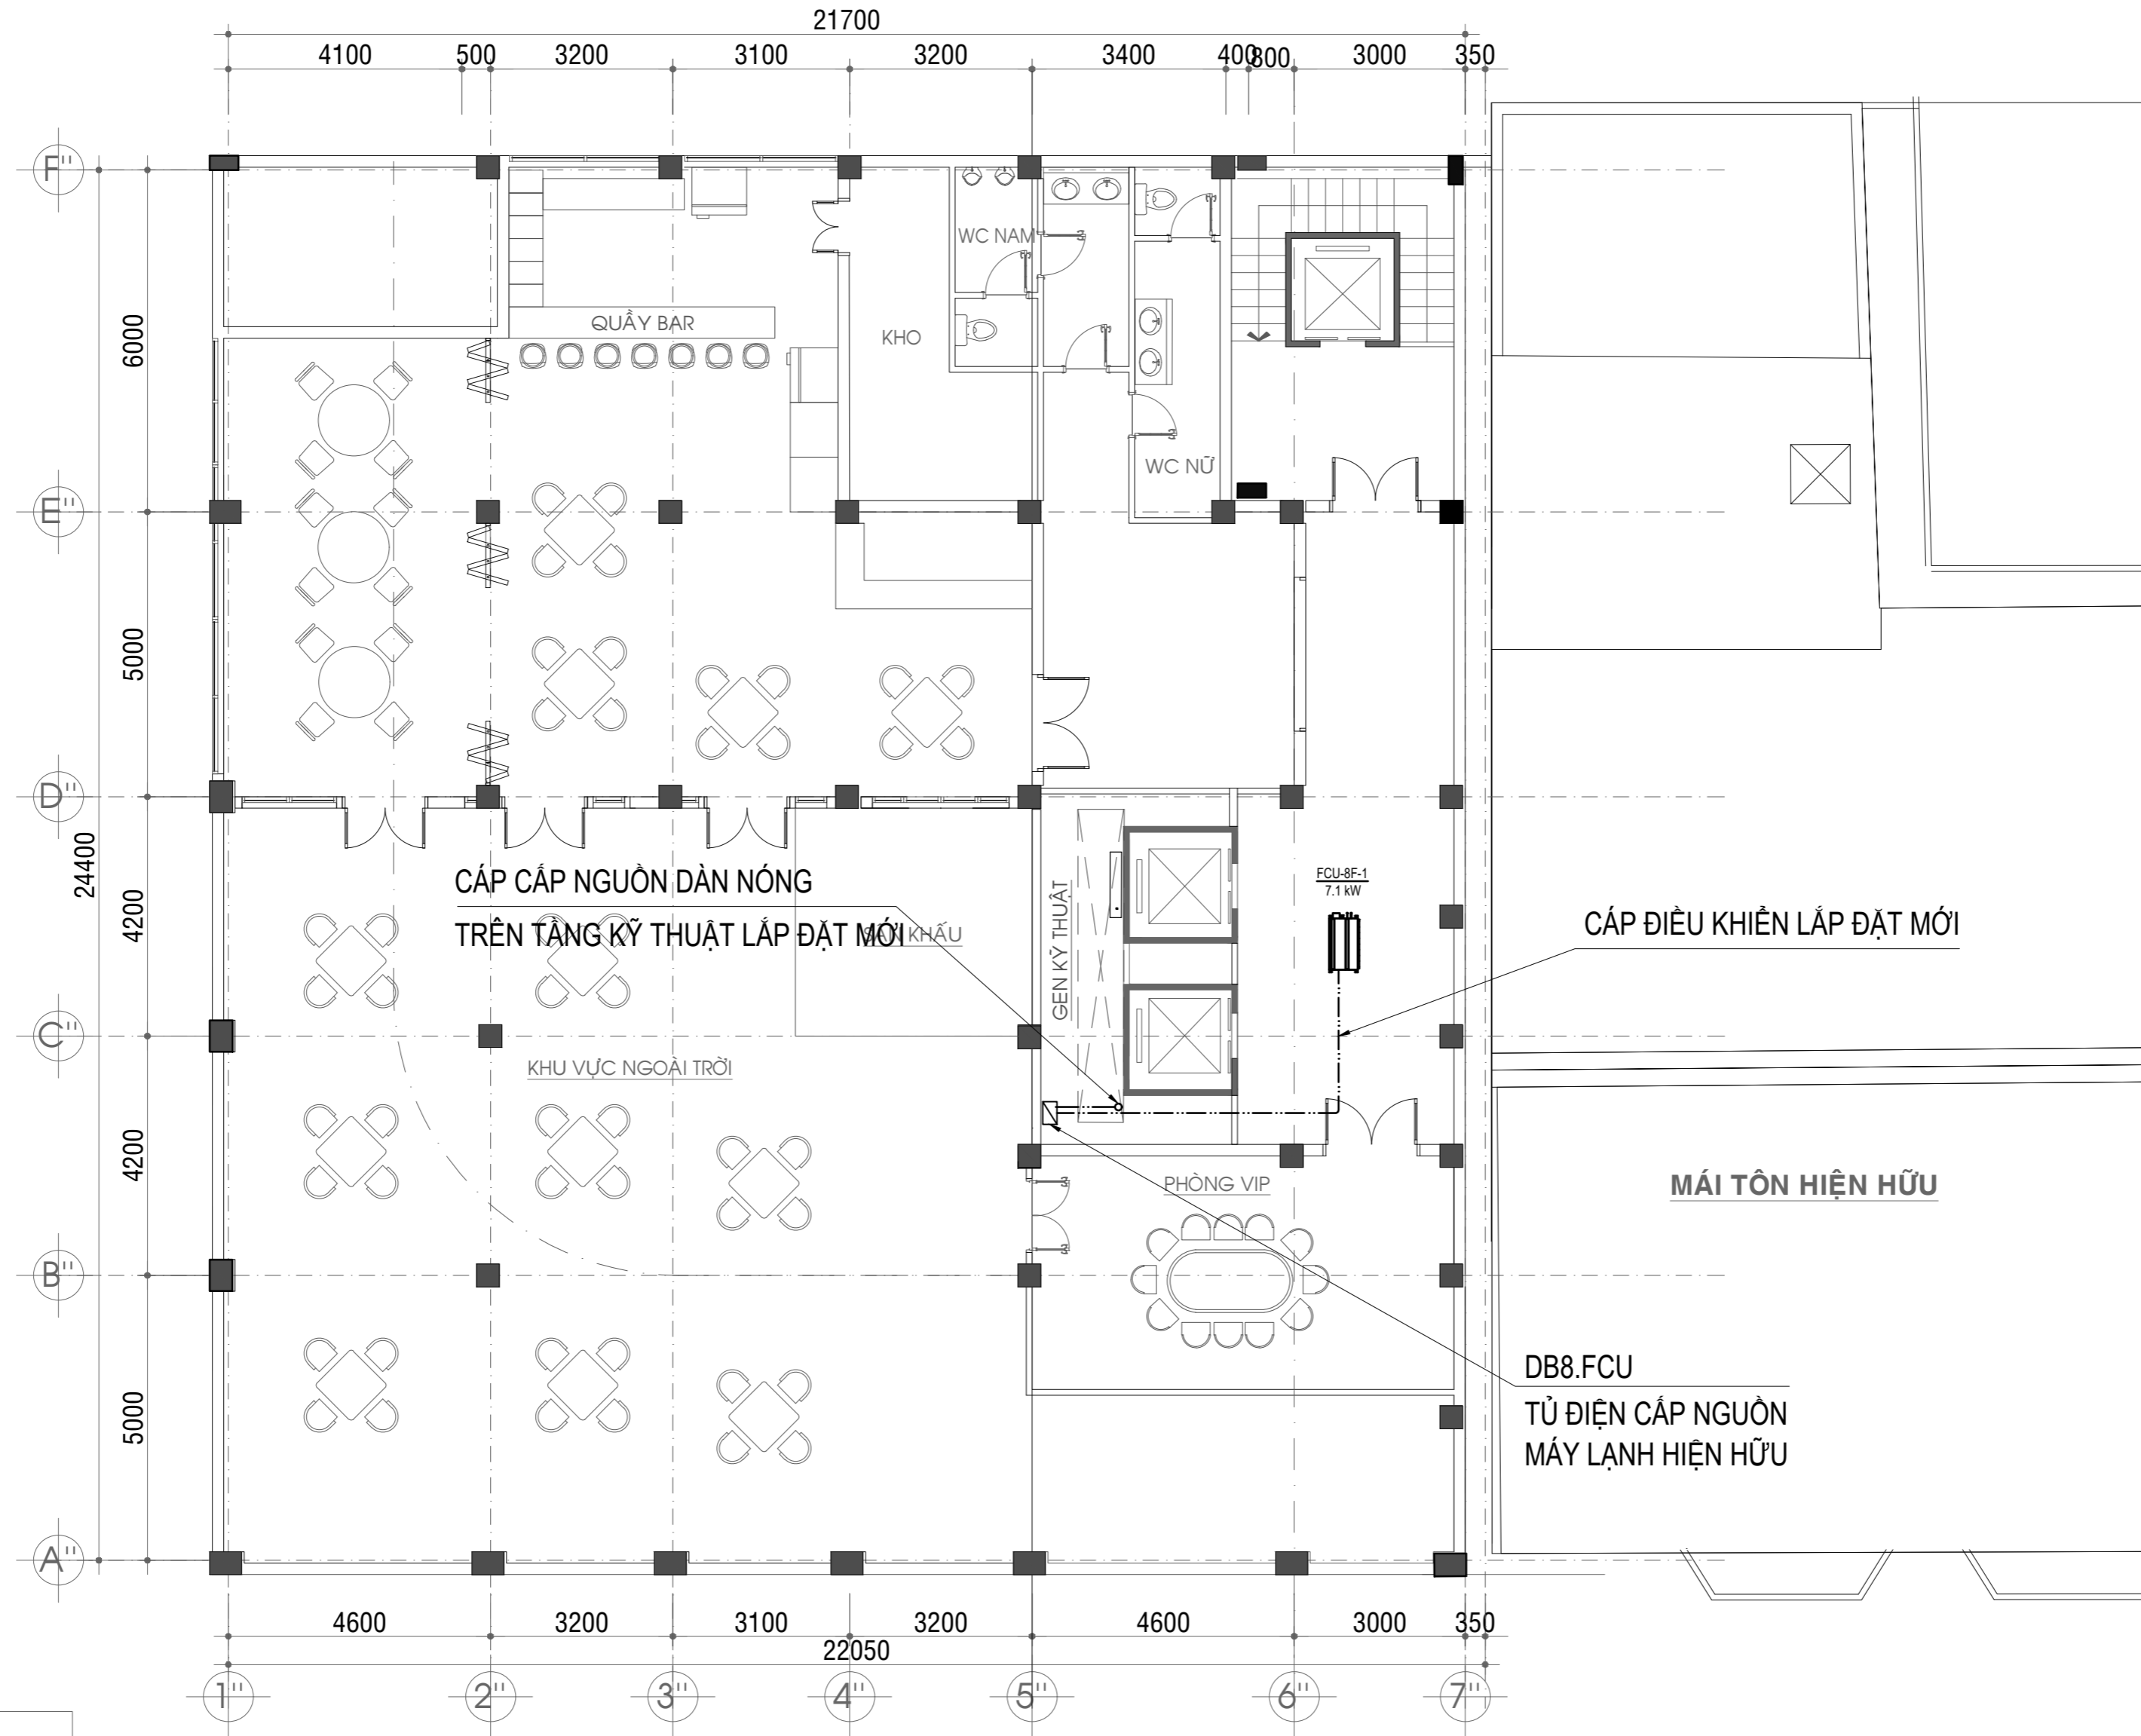 21700
4100 500 3200 3100 3200 3400 400 800 3000 350
F"
WC NAM
QUẦY BAR
KHO
6000
WC NỮ
E"
5000
D"
24400
CÁP CẤP NGUỒN DÀN NÓNG
TRÊN TẦNG KỸ THUẬT LẮP ĐẶT MỚI
SÂN KHẤU
GEN KỸ THUẬT
FCU-8F-1
7.1 kW
CÁP ĐIỀU KHIỂN LẮP ĐẶT MỚI
4200
C"
KHU VỰC NGOÀI TRỜI
4200
PHÒNG VIP
MÁI TÔN HIỆN HỮU
B"
DB8.FCU
TỦ ĐIỆN CẤP NGUỒN
MÁY LẠNH HIỆN HỮU
5000
A"
4600 3200 3100 3200 4600 3000 350
22050
1" 2" 3" 4" 5" 6" 7"